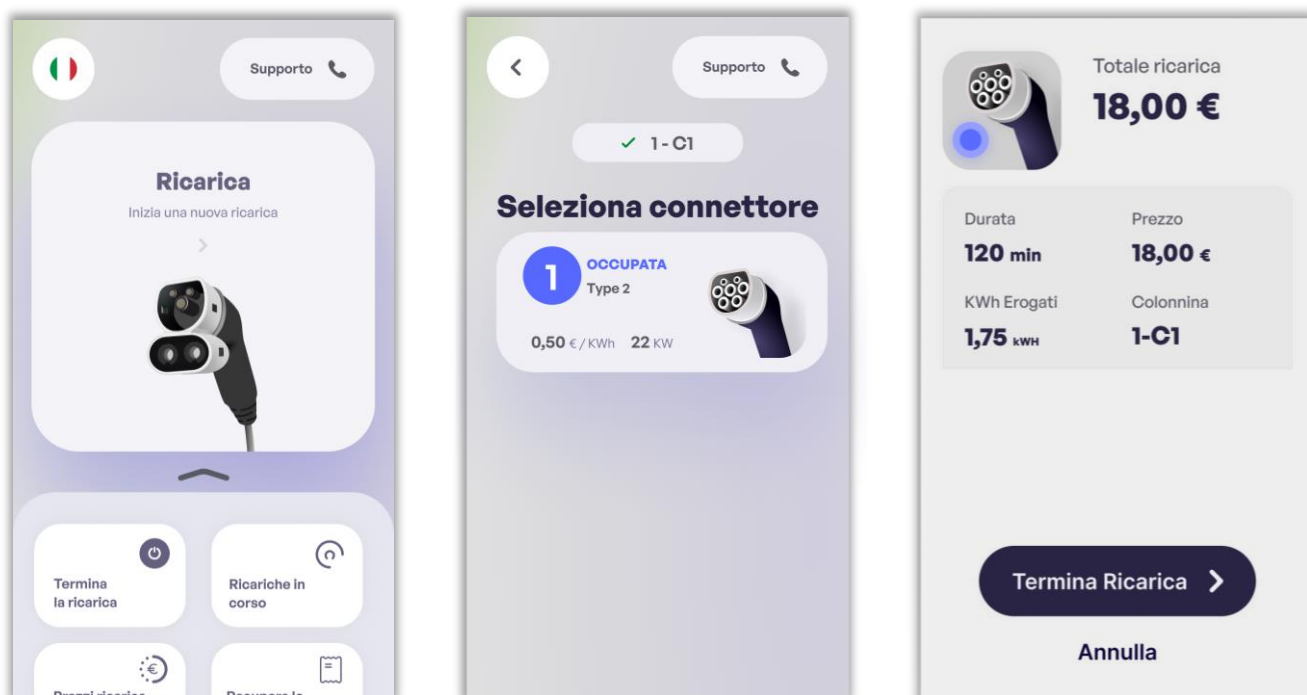 Supporto
Ricarica
Inizia una nuova ricarica
Termina
la ricarica
Ricariche in
corso
Supporto
1 - C1
Seleziona connettore
1
OCCUPATA
Type 2
0,50 € / KWh 22 KW
Totale ricarica
18,00 €
Durata
Prezzo
120 min
18,00 €
KWh Erogati
Colonnina
1,75 kWH
1-C1
Termina Ricarica
Annulla